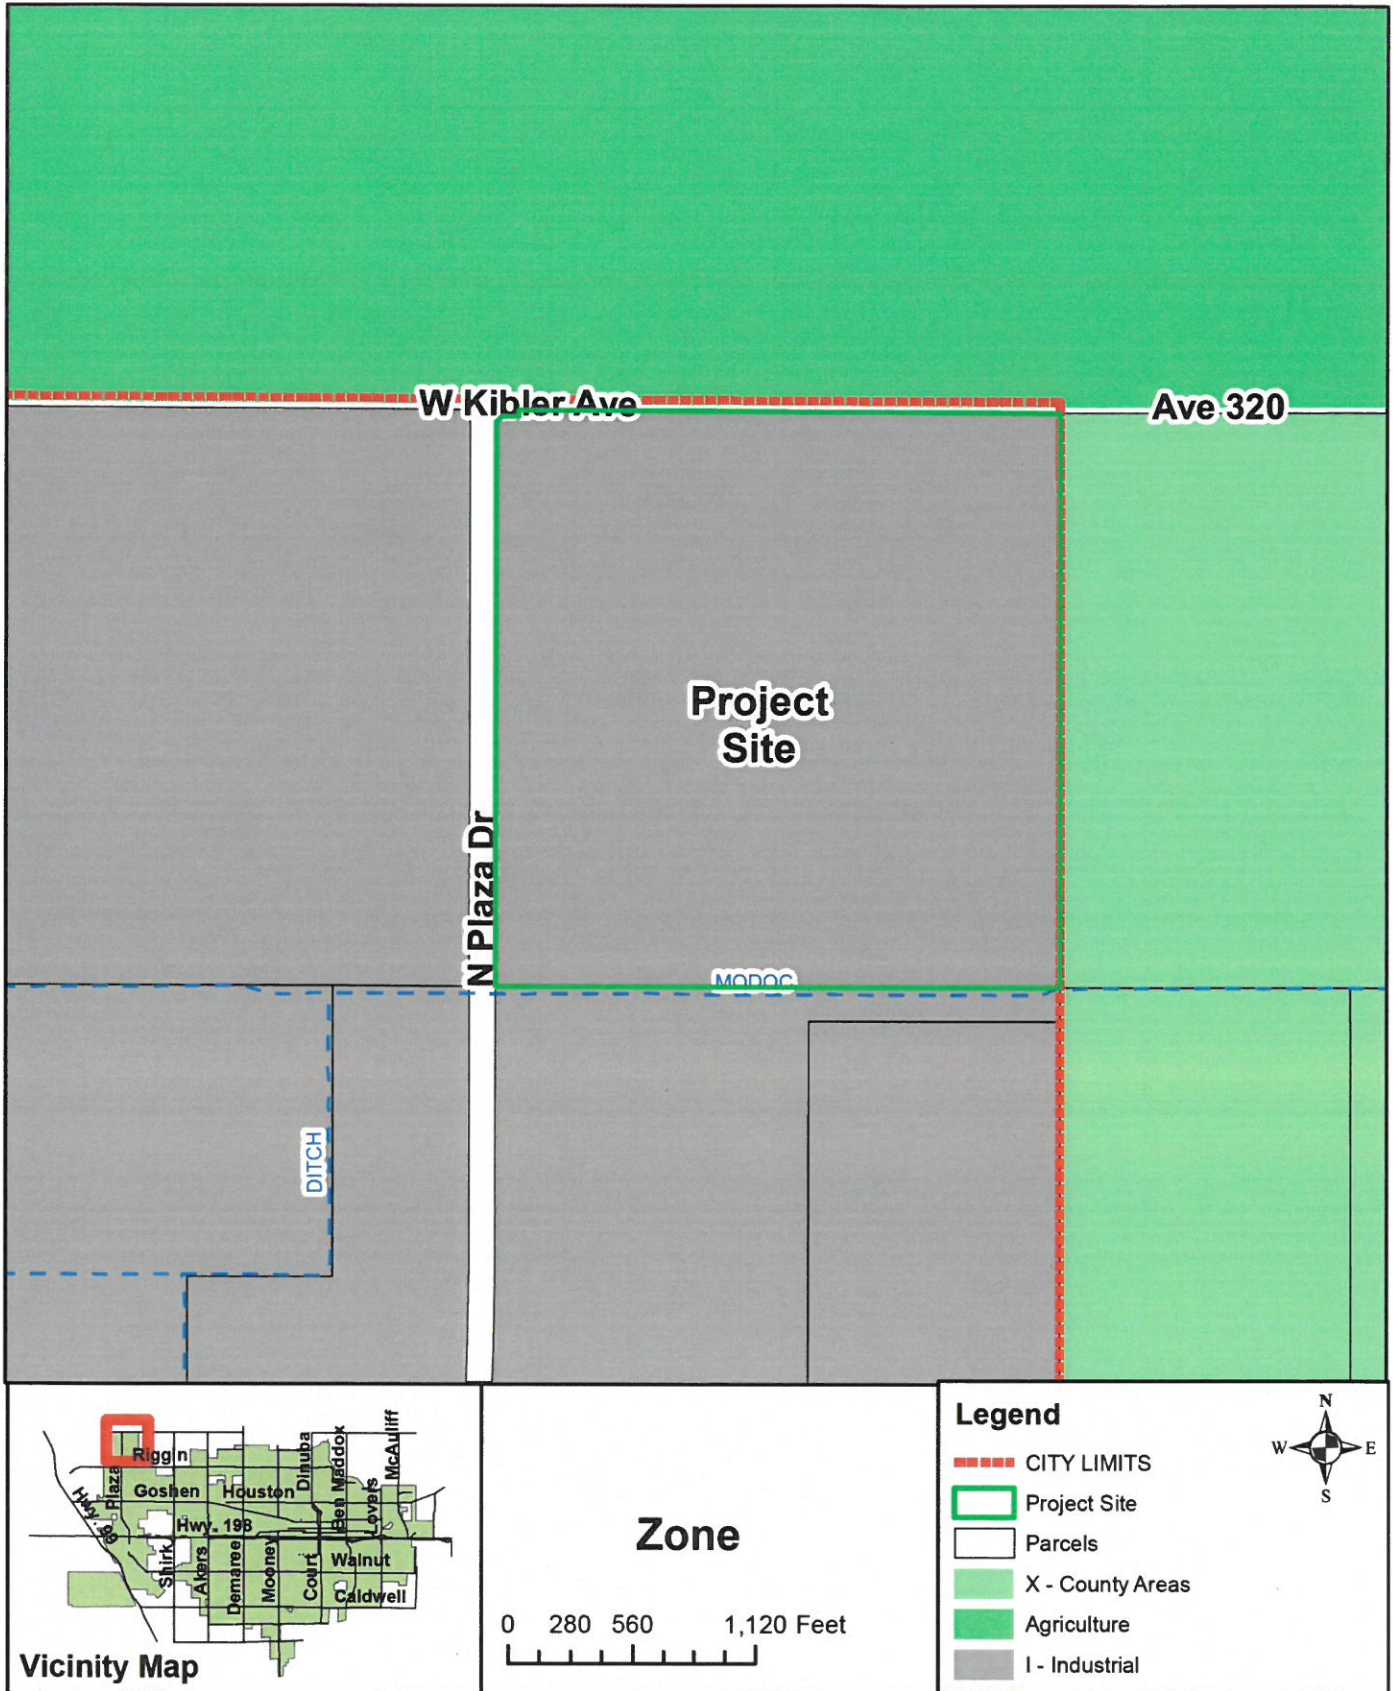 W Kibler Ave
Ave 320
Project
Site
N Plaza Dr
MODOC
DITCH
Riggin
Plaza
Goshen
Houston
Dinuba
Ben Maddox
McAuliff
Lovers
Hwy. 99
Hwy. 198
Shirk
Akers
Demaree
Mooney
Court
Walnut
Caldwell
Vicinity Map
Zone
0 280 560 1,120 Feet
Legend
N
W E
S
CITY LIMITS
Project Site
Parcels
X - County Areas
Agriculture
I - Industrial